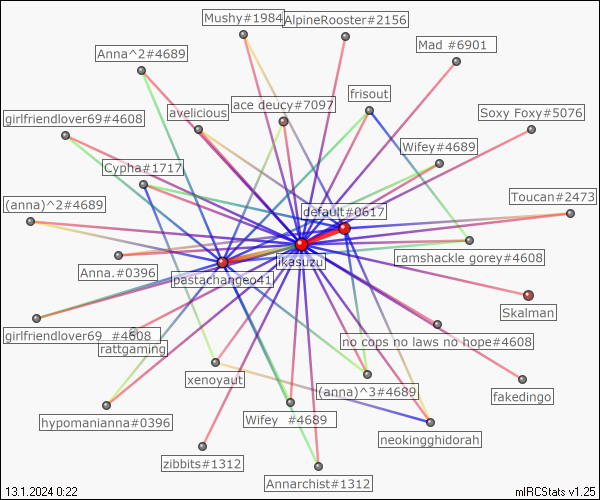 Mushy#1984
AlpineRooster#2156
Mad #6901
Anna^2#4689
frisout
ace deucy#7097
avelicious
girlfriendlover69#4608
Soxy Foxy#5076
Wifey#4689
Cypha#1717
Toucan#2473
(anna)^2#4689
default#0617
ramshackle gorey#4608
ikasuzu
Anna.#0396
pastachangeo41
Skalman
girlfriendlover69_#4608
no cops no laws no hope#4608
rattgaming
xenoyaut
(anna)^3#4689
fakedingo
hypomanianna#0396
Wifey_#4689
neokingghidorah
zibbits#1312
Annarchist#1312
13.1.2024 0:22
mIRCStats v1.25